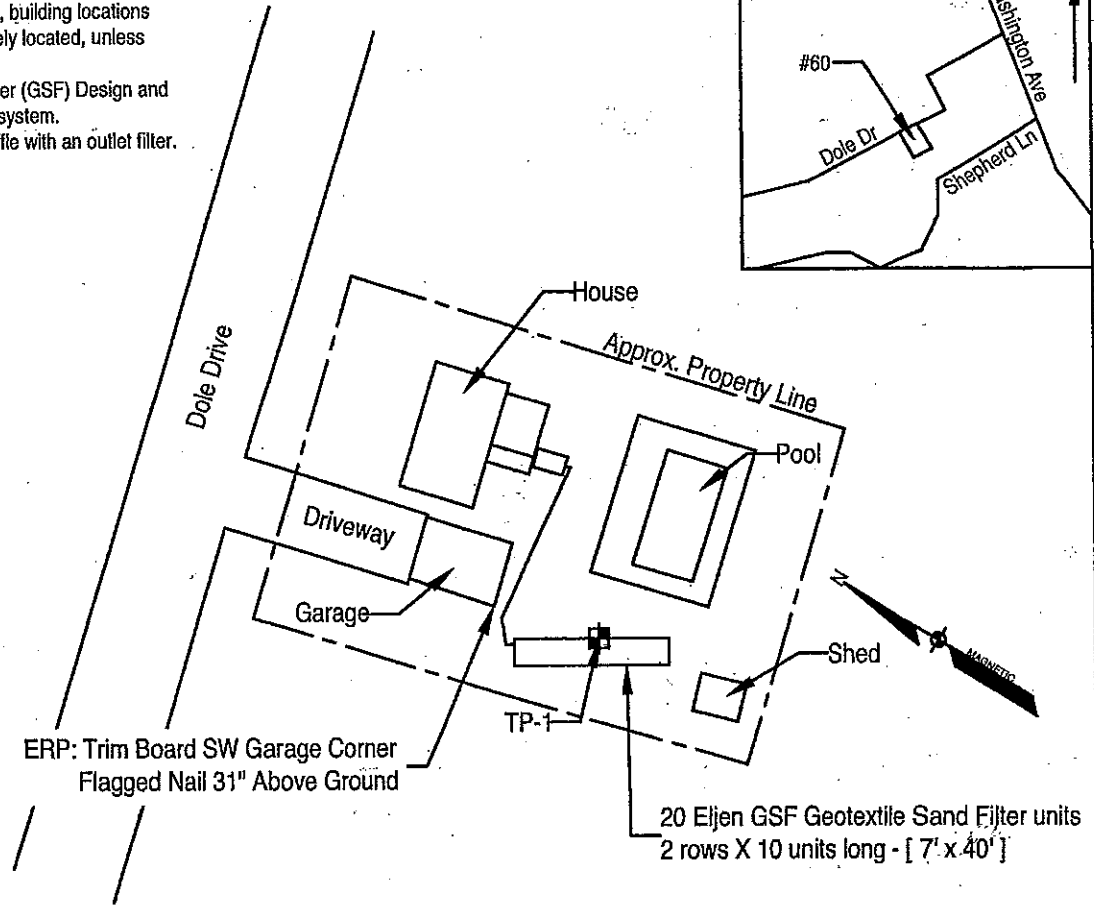 , building locations
ely located, unless
er (GSF) Design and
system.
fle with an outlet filter.
#60
Dole Dr
Shepherd Ln
ashington Ave
House
Approx. Property Line
Dole Drive
Pool
Driveway
Garage
N
MAGNETIC
Shed
TP-1
ERP: Trim Board SW Garage Corner
Flagged Nail 31" Above Ground
20 Eljen GSF Geotextile Sand Filter units
2 rows X 10 units long - [ 7' x 40' ]